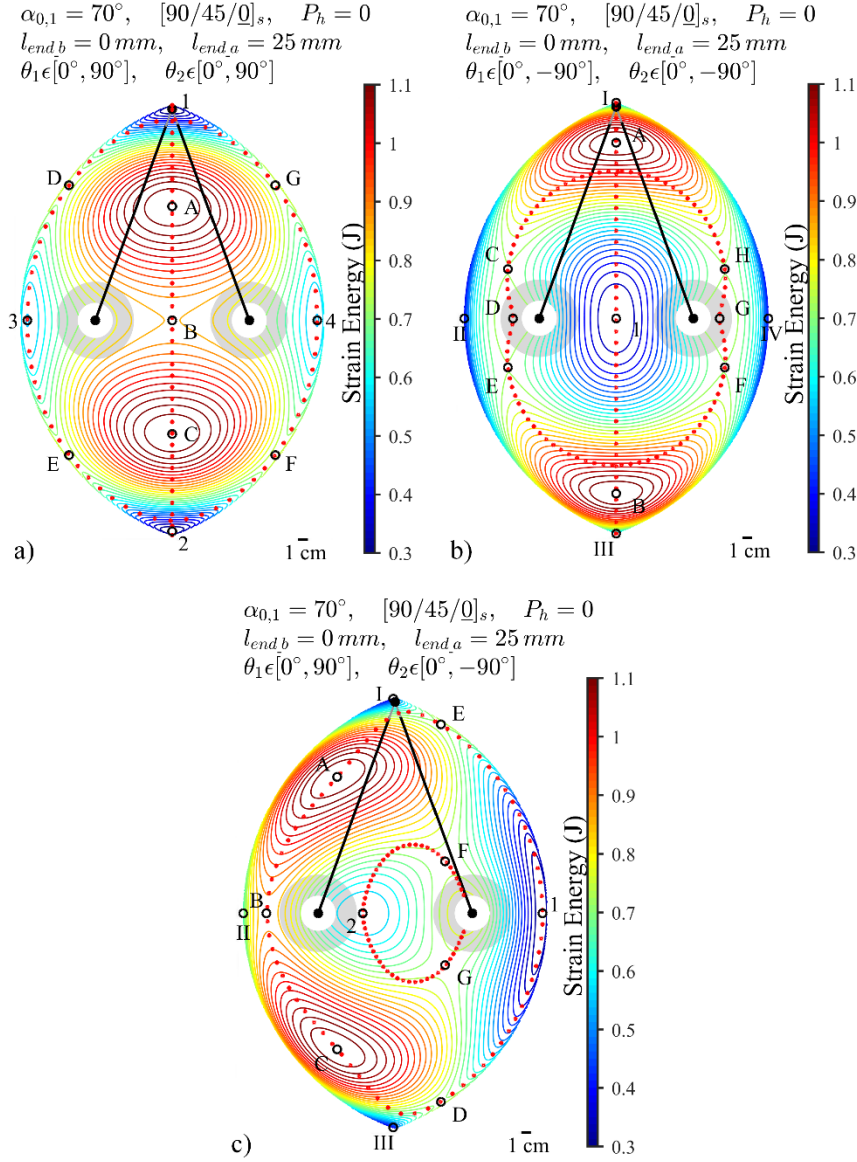 α₀,₁ = 70°, [90/45/0]ₛ, Pₕ = 0
l_end b = 0 mm, l_end a = 25 mm
θ₁ϵ[0°, 90°], θ₂ϵ[0°, 90°]
1
D
G
A
3
B
4
C
E
F
2
a)
1 cm
1.1
1
0.9
0.8
0.7
0.6
0.5
0.4
0.3
Strain Energy (J)
α₀,₁ = 70°, [90/45/0]ₛ, Pₕ = 0
l_end b = 0 mm, l_end a = 25 mm
θ₁ϵ[0°, −90°], θ₂ϵ[0°, −90°]
I
A
C
H
II
D
1
G
IV
E
F
B
III
b)
1 cm
1.1
1
0.9
0.8
0.7
0.6
0.5
0.4
0.3
Strain Energy (J)
α₀,₁ = 70°, [90/45/0]ₛ, Pₕ = 0
l_end b = 0 mm, l_end a = 25 mm
θ₁ϵ[0°, 90°], θ₂ϵ[0°, −90°]
I
E
A
F
B
II
2
1
G
C
D
III
c)
1 cm
1.1
1
0.9
0.8
0.7
0.6
0.5
0.4
0.3
Strain Energy (J)